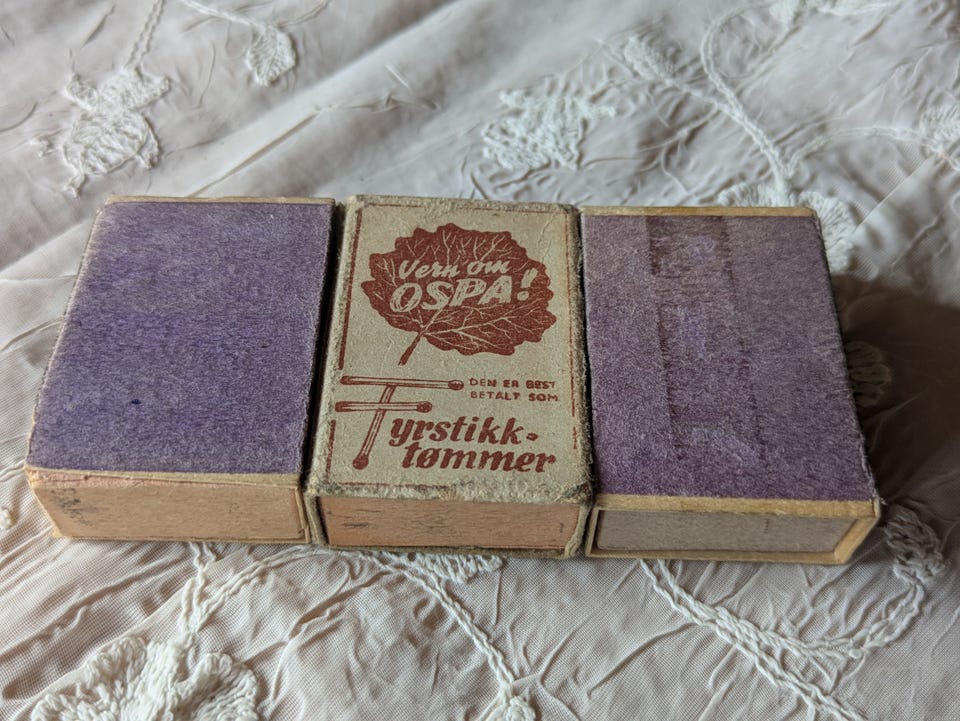 Vern om
OSPA!
DEN ER BEST
BETALT SOM
Fyrstikk-
tømmer